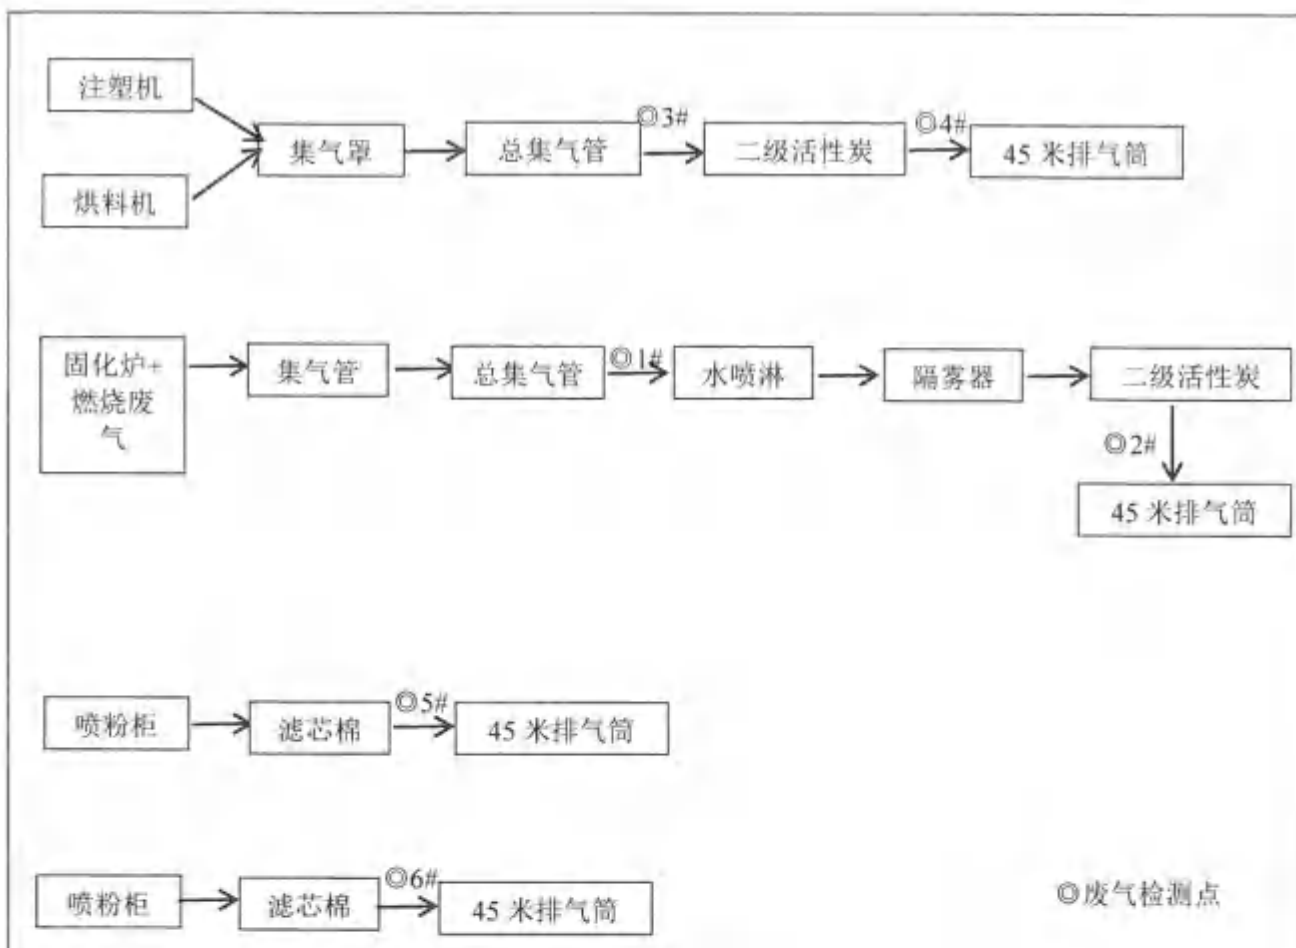 注塑机
烘料机
集气罩
总集气管
◎3#
二级活性炭
◎4#
45 米排气筒
固化炉+
燃烧废
气
集气管
总集气管
◎1#
水喷淋
隔雾器
二级活性炭
◎2#
45 米排气筒
喷粉柜
滤芯棉
◎5#
45 米排气筒
喷粉柜
滤芯棉
◎6#
45 米排气筒
◎废气检测点